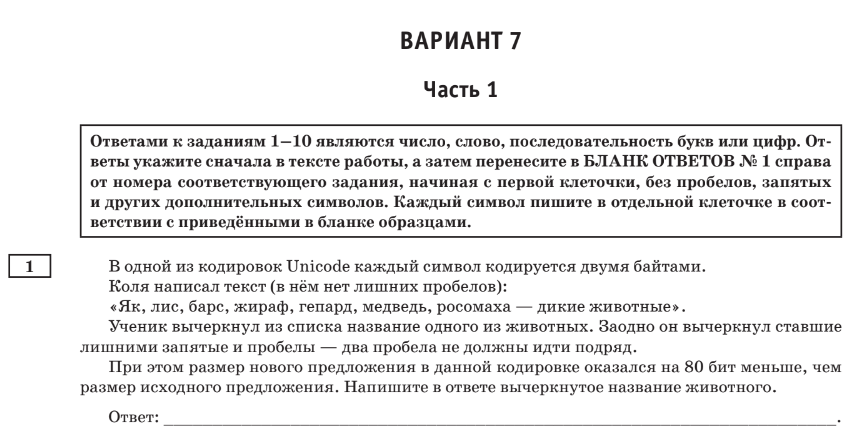 ВАРИАНТ 7
Часть 1
Ответами к заданиям 1—10 являются число, слово, последовательность букв или цифр. От-
веты укажите сначала в тексте работы, а затем перенесите в БЛАНК ОТВЕТОВ № 1 справа
от номера соответствующего задания, начиная с первой клеточки, без пробелов, запятых
и других дополнительных символов. Каждый символ пишите в отдельной клеточке в соот-
ветствии с приведёнными в бланке образцами.
1 В одной из кодировок Unicode каждый символ кодируется двумя байтами.
Коля написал текст (в нём нет лишних пробелов):
«Як, лис, барс, жираф, гепард, медведь, росомаха — дикие животные».
Ученик вычеркнул из списка название одного из животных. Заодно он вычеркнул ставшие
лишними запятые и пробелы — два пробела не должны идти подряд.
При этом размер нового предложения в данной кодировке оказался на 80 бит меньше, чем
размер исходного предложения. Напишите в ответе вычеркнутое название животного.
Ответ: ______________________________.